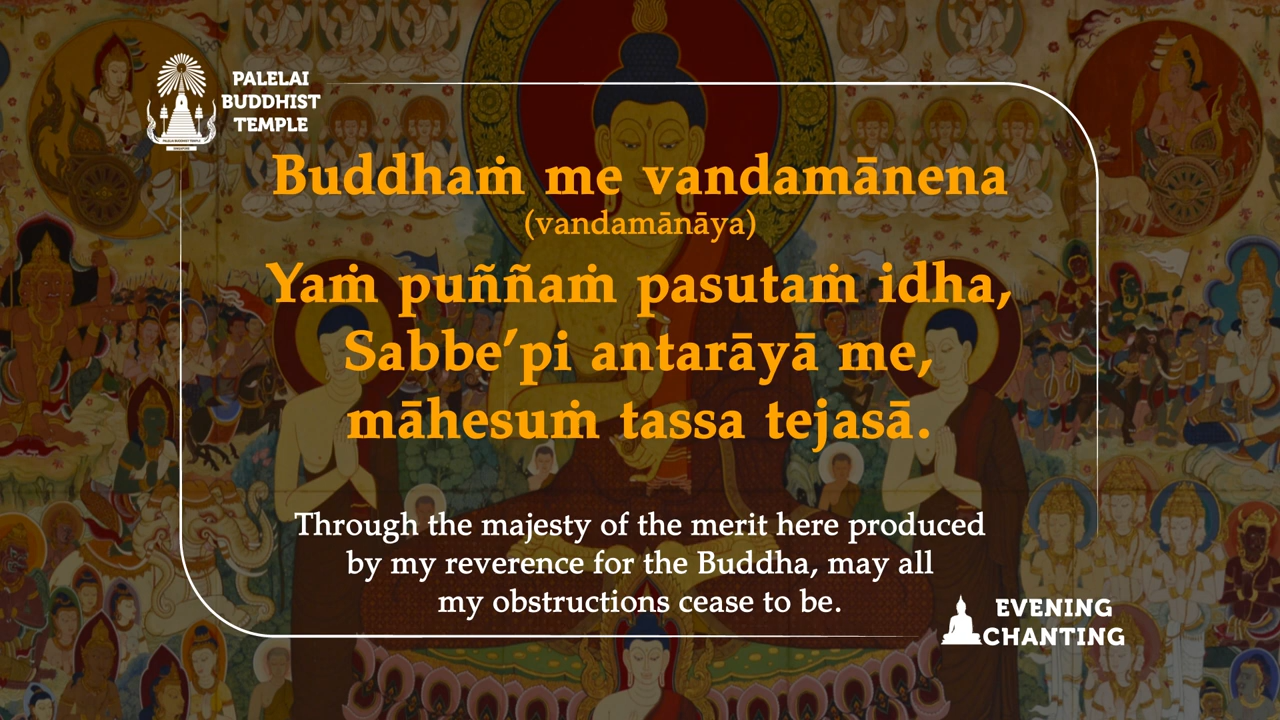 PALELAI
BUDDHIST
TEMPLE
Buddhaṁ me vandamānena
(vandamānāya)
Yaṁ puññaṁ pasutaṁ idha,
Sabbe’pi antarāyā me,
māhesuṁ tassa tejasā.
Through the majesty of the merit here produced
by my reverence for the Buddha, may all
my obstructions cease to be.
EVENING
CHANTING